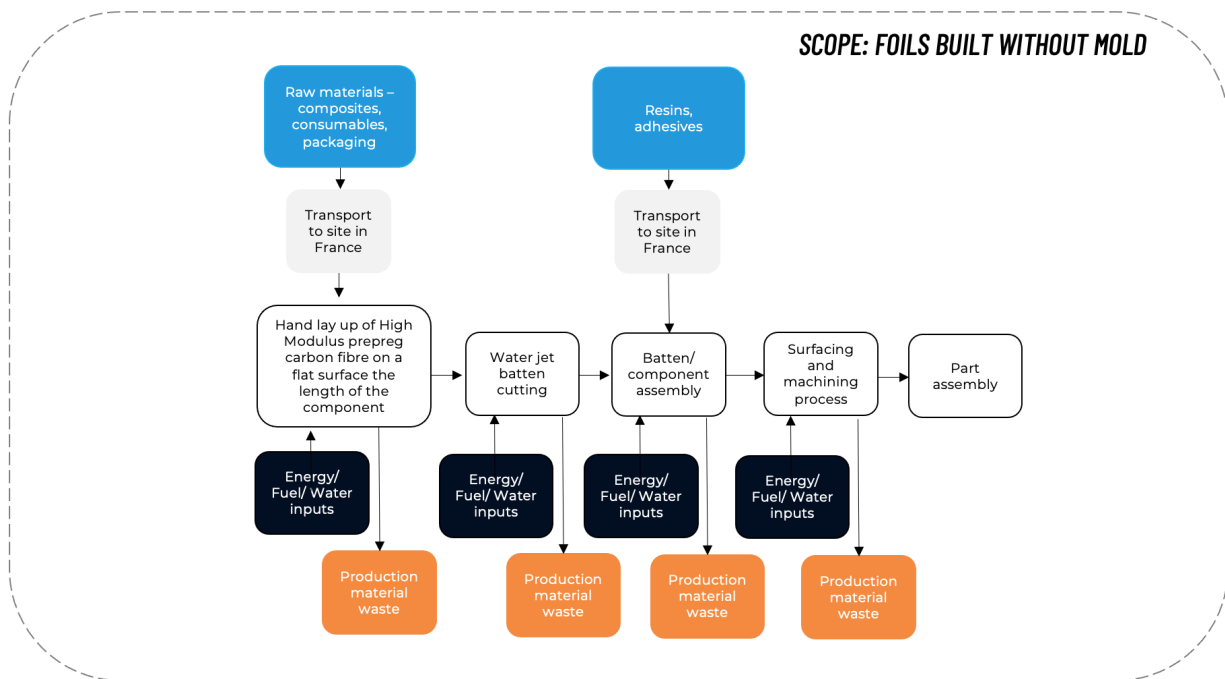 SCOPE: FOILS BUILT WITHOUT MOLD
Raw materials –
composites,
consumables,
packaging
Resins,
adhesives
Transport
to site in
France
Transport
to site in
France
Hand lay up of High
Modulus prepreg
carbon fibre on a
flat surface the
length of the
component
Water jet
batten
cutting
Batten/
component
assembly
Surfacing
and
machining
process
Part
assembly
Energy/
Fuel/ Water
inputs
Energy/
Fuel/ Water
inputs
Energy/
Fuel/ Water
inputs
Energy/
Fuel/ Water
inputs
Production
material
waste
Production
material
waste
Production
material
waste
Production
material
waste